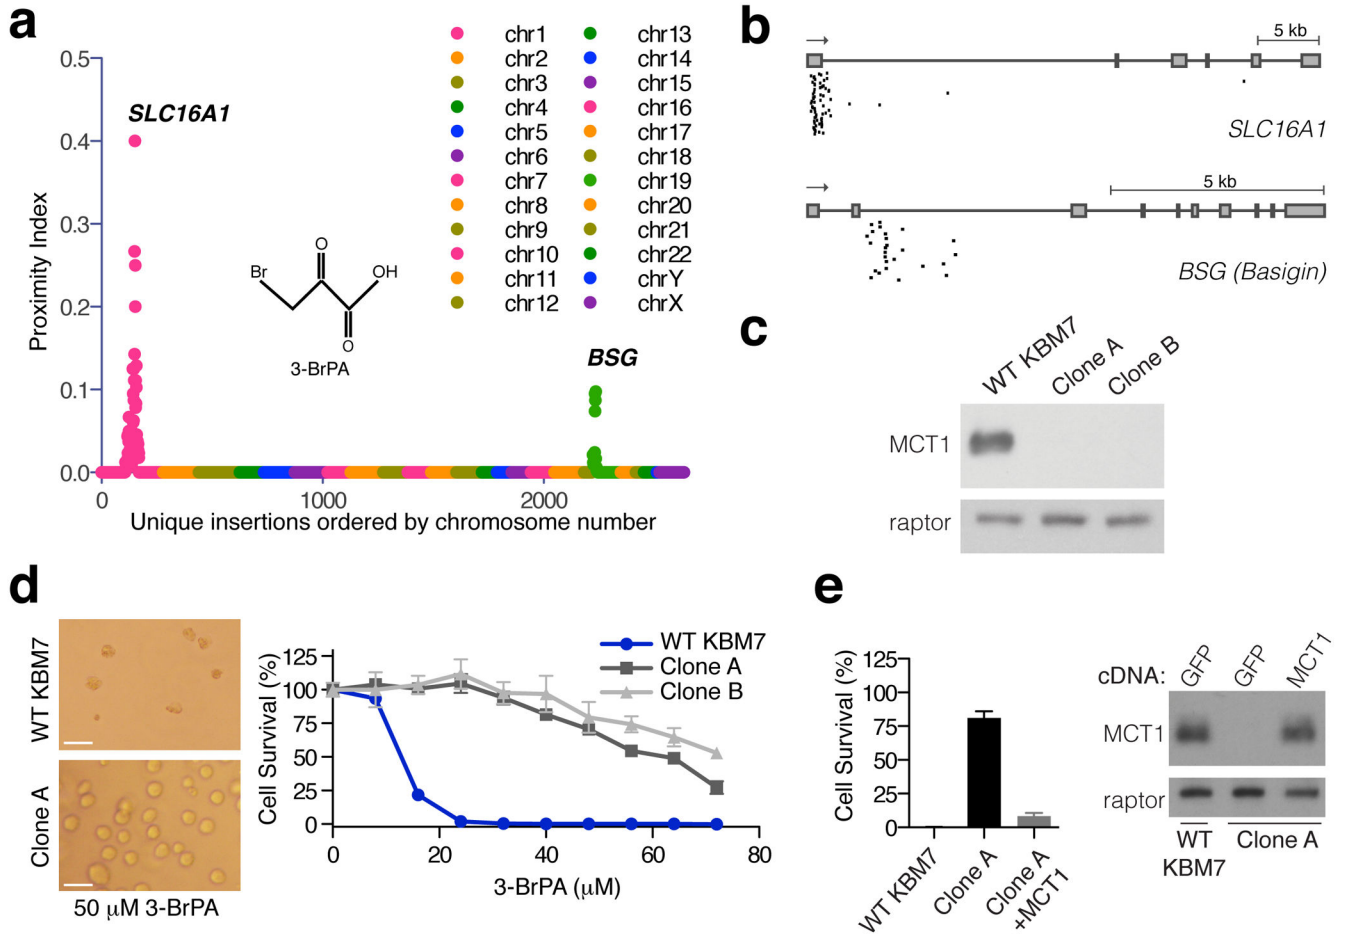 a
0.5
0.4
0.3
0.2
0.1
0.0
Proximity Index
SLC16A1
BSG
Br
O
OH
O
3-BrPA
chr1
chr2
chr3
chr4
chr5
chr6
chr7
chr8
chr9
chr10
chr11
chr12
chr13
chr14
chr15
chr16
chr17
chr18
chr19
chr20
chr21
chr22
chrY
chrX
0 1000 2000
Unique insertions ordered by chromosome number
b
5 kb
SLC16A1
5 kb
BSG (Basigin)
c
WT KBM7
Clone A
Clone B
MCT1
raptor
d
WT KBM7
Clone A
50 μM 3-BrPA
Cell Survival (%)
125
100
75
50
25
0
WT KBM7
Clone A
Clone B
0 20 40 60 80
3-BrPA (μM)
e
Cell Survival (%)
125
100
75
50
25
0
WT KBM7
Clone A
Clone A
+MCT1
cDNA: GFP GFP MCT1
MCT1
raptor
WT
KBM7
Clone A